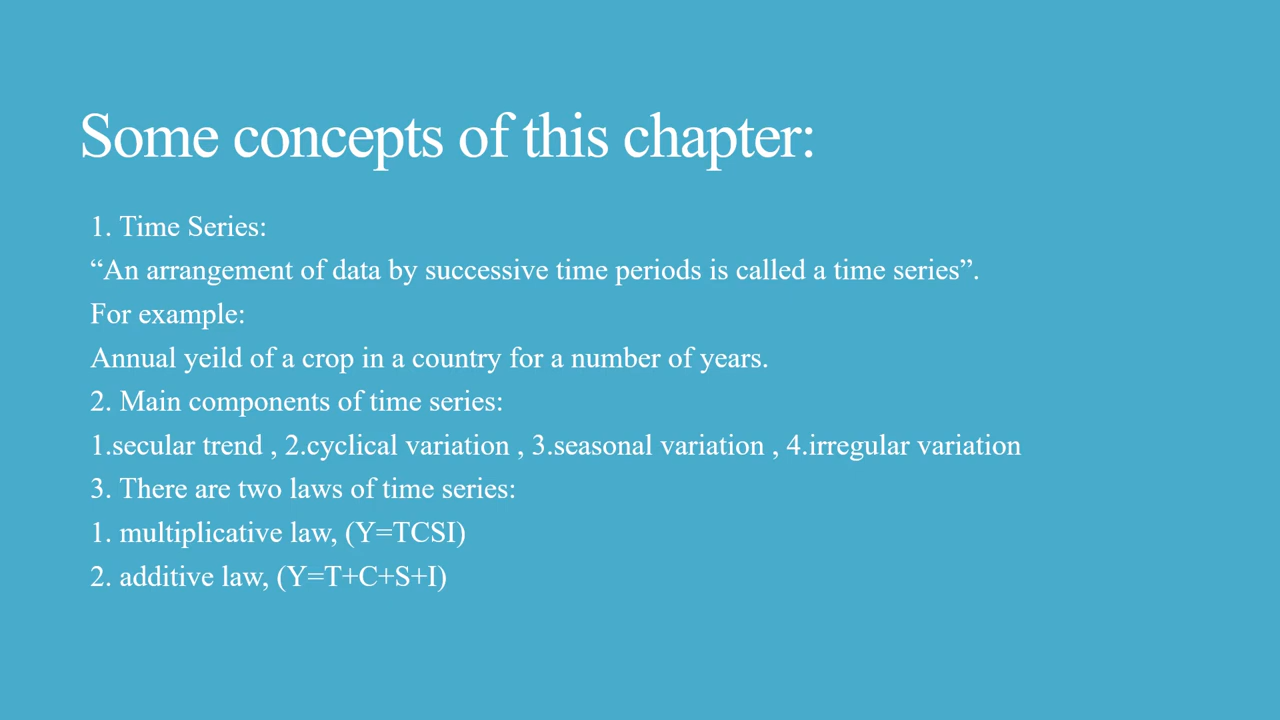 Some concepts of this chapter:
1. Time Series:
“An arrangement of data by successive time periods is called a time series”.
For example:
Annual yeild of a crop in a country for a number of years.
2. Main components of time series:
1.secular trend , 2.cyclical variation , 3.seasonal variation , 4.irregular variation
3. There are two laws of time series:
1. multiplicative law, (Y=TCSI)
2. additive law, (Y=T+C+S+I)